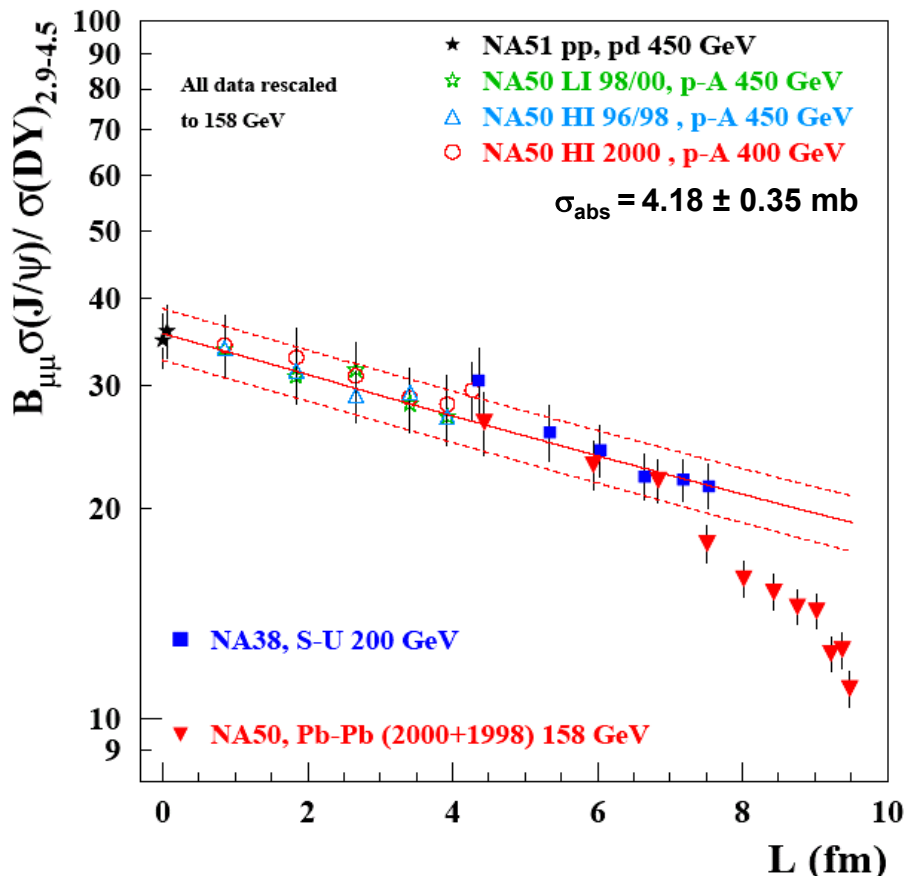 B_μμ σ(J/ψ)/ σ(DY)_2.9-4.5
100
90
80
70
60
50
40
30
20
10
9
★ NA51 pp, pd 450 GeV
☆ NA50 LI 98/00, p-A 450 GeV
△ NA50 HI 96/98 , p-A 450 GeV
○ NA50 HI 2000 , p-A 400 GeV
All data rescaled
to 158 GeV
σ_abs = 4.18 ± 0.35 mb
■ NA38, S-U 200 GeV
▼ NA50, Pb-Pb (2000+1998) 158 GeV
0 2 4 6 8 10
L (fm)